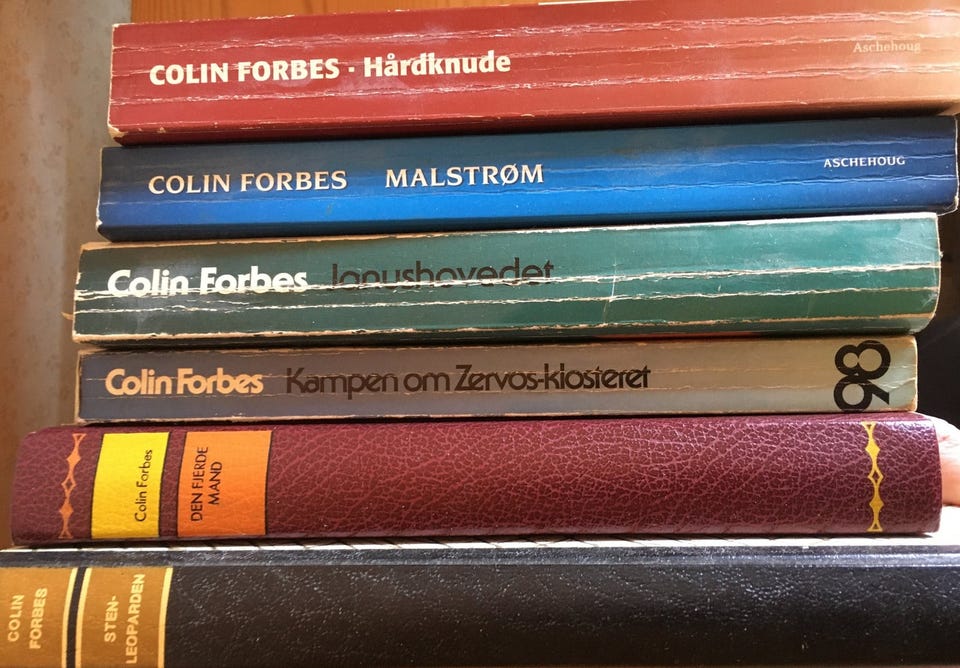 COLIN FORBES · Hårdknude Aschehoug
COLIN FORBES MALSTRØM ASCHEHOUG
Colin Forbes Janushovedet
Colin Forbes Kampen om Zervos-klosteret 98
Colin Forbes
DEN FJERDE
MAND
COLIN
FORBES
STEN-
LEOPARDEN